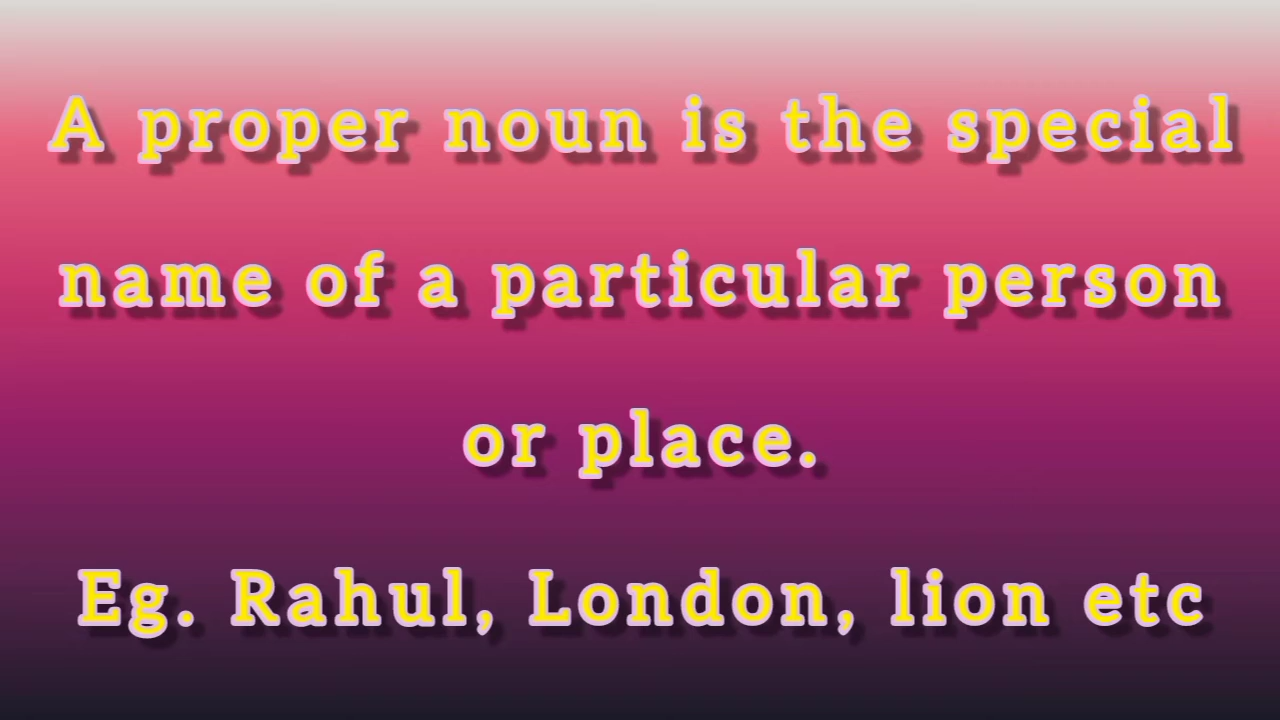 A proper noun is the special
name of a particular person
or place.
Eg. Rahul, London, lion etc